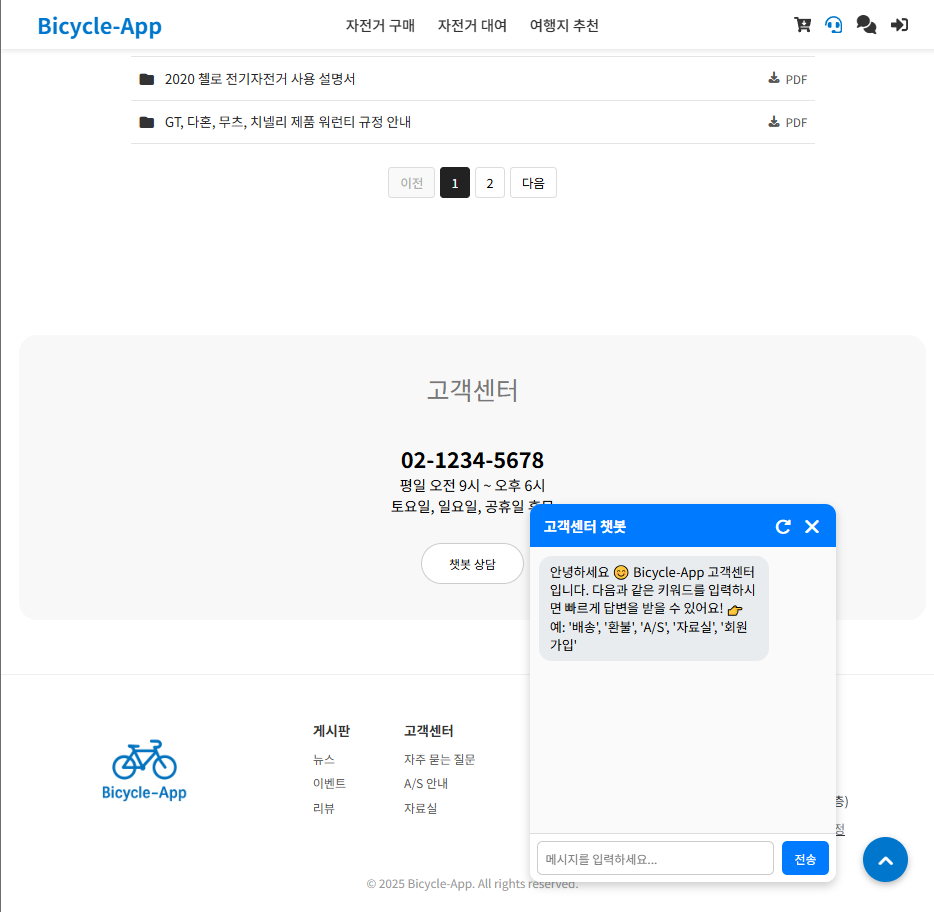 Bicycle-App
자전거 구매 자전거 대여 여행지 추천
2020 첼로 전기자전거 사용 설명서 PDF
GT, 다혼, 무츠, 치넬리 제품 워런티 규정 안내 PDF
이전 1 2 다음
고객센터
02-1234-5678
평일 오전 9시 ~ 오후 6시
토요일, 일요일, 공휴일
챗봇 상담
고객센터 챗봇
안녕하세요 😊 Bicycle-App 고객센터
입니다. 다음과 같은 키워드를 입력하시
면 빠르게 답변을 받을 수 있어요! 👉
예: '배송', '환불', 'A/S', '자료실', '회원
가입'
메시지를 입력하세요...
전송
Bicycle-App
게시판
뉴스
이벤트
리뷰
고객센터
자주 묻는 질문
A/S 안내
자료실
층)
© 2025 Bicycle-App. All rights reserved.